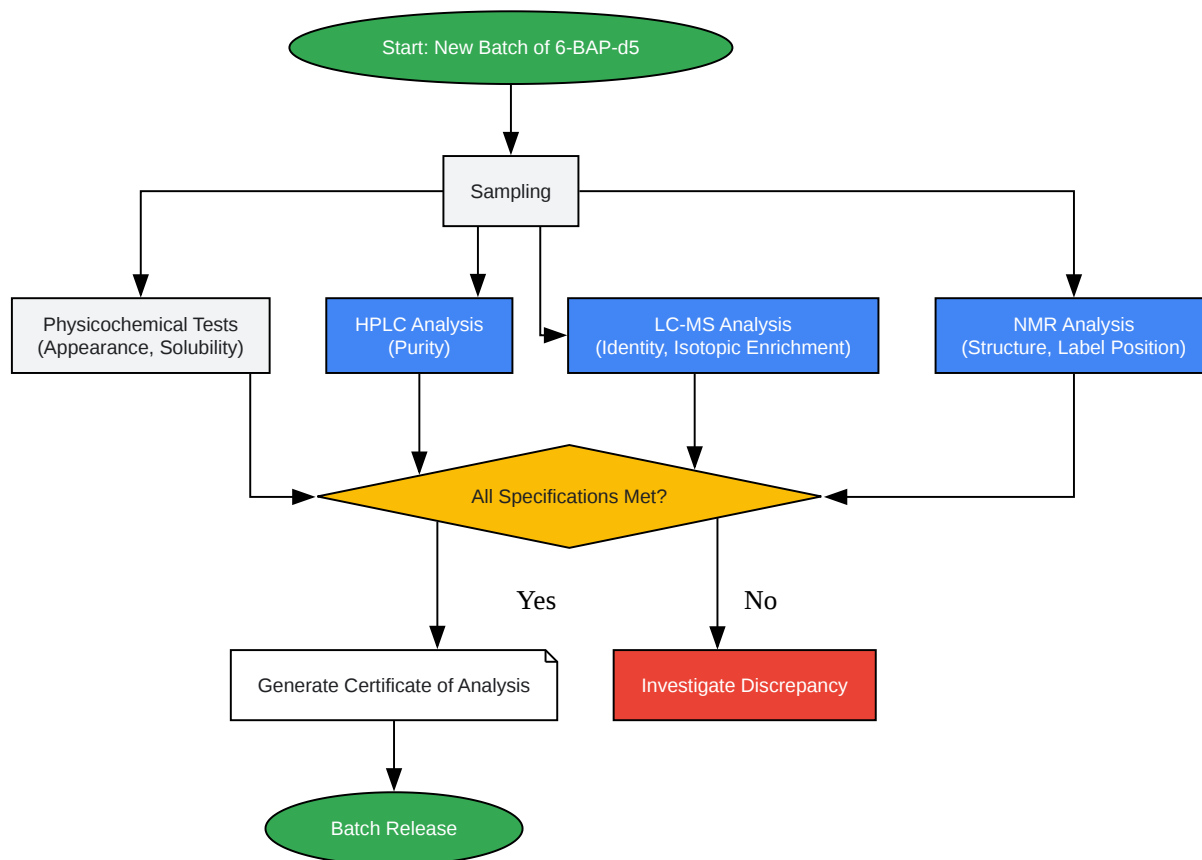 Start: New Batch of 6-BAP-d5
Sampling
Physicochemical Tests
(Appearance, Solubility)
HPLC Analysis
(Purity)
LC-MS Analysis
(Identity, Isotopic Enrichment)
NMR Analysis
(Structure, Label Position)
All Specifications Met?
Yes
No
Generate Certificate of Analysis
Investigate Discrepancy
Batch Release